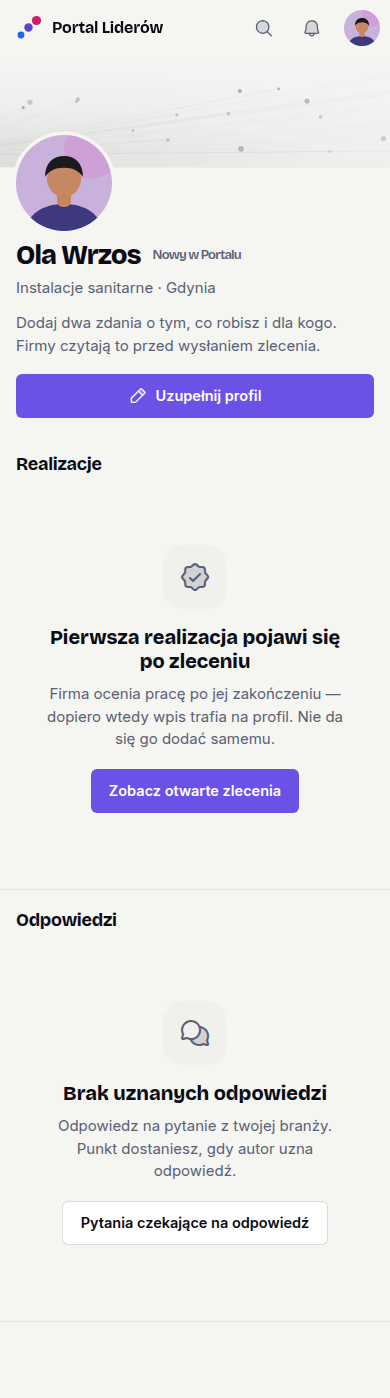 Portal Liderów
Ola Wrzos Nowy w Portalu
Instalacje sanitarne · Gdynia
Dodaj dwa zdania o tym, co robisz i dla kogo.
Firmy czytają to przed wysłaniem zlecenia.
Uzupełnij profil
Realizacje
Pierwsza realizacja pojawi się
po zleceniu
Firma ocenia pracę po jej zakończeniu —
dopiero wtedy wpis trafia na profil. Nie da
się go dodać samemu.
Zobacz otwarte zlecenia
Odpowiedzi
Brak uznanych odpowiedzi
Odpowiedz na pytanie z twojej branży.
Punkt dostaniesz, gdy autor uzna
odpowiedź.
Pytania czekające na odpowiedź